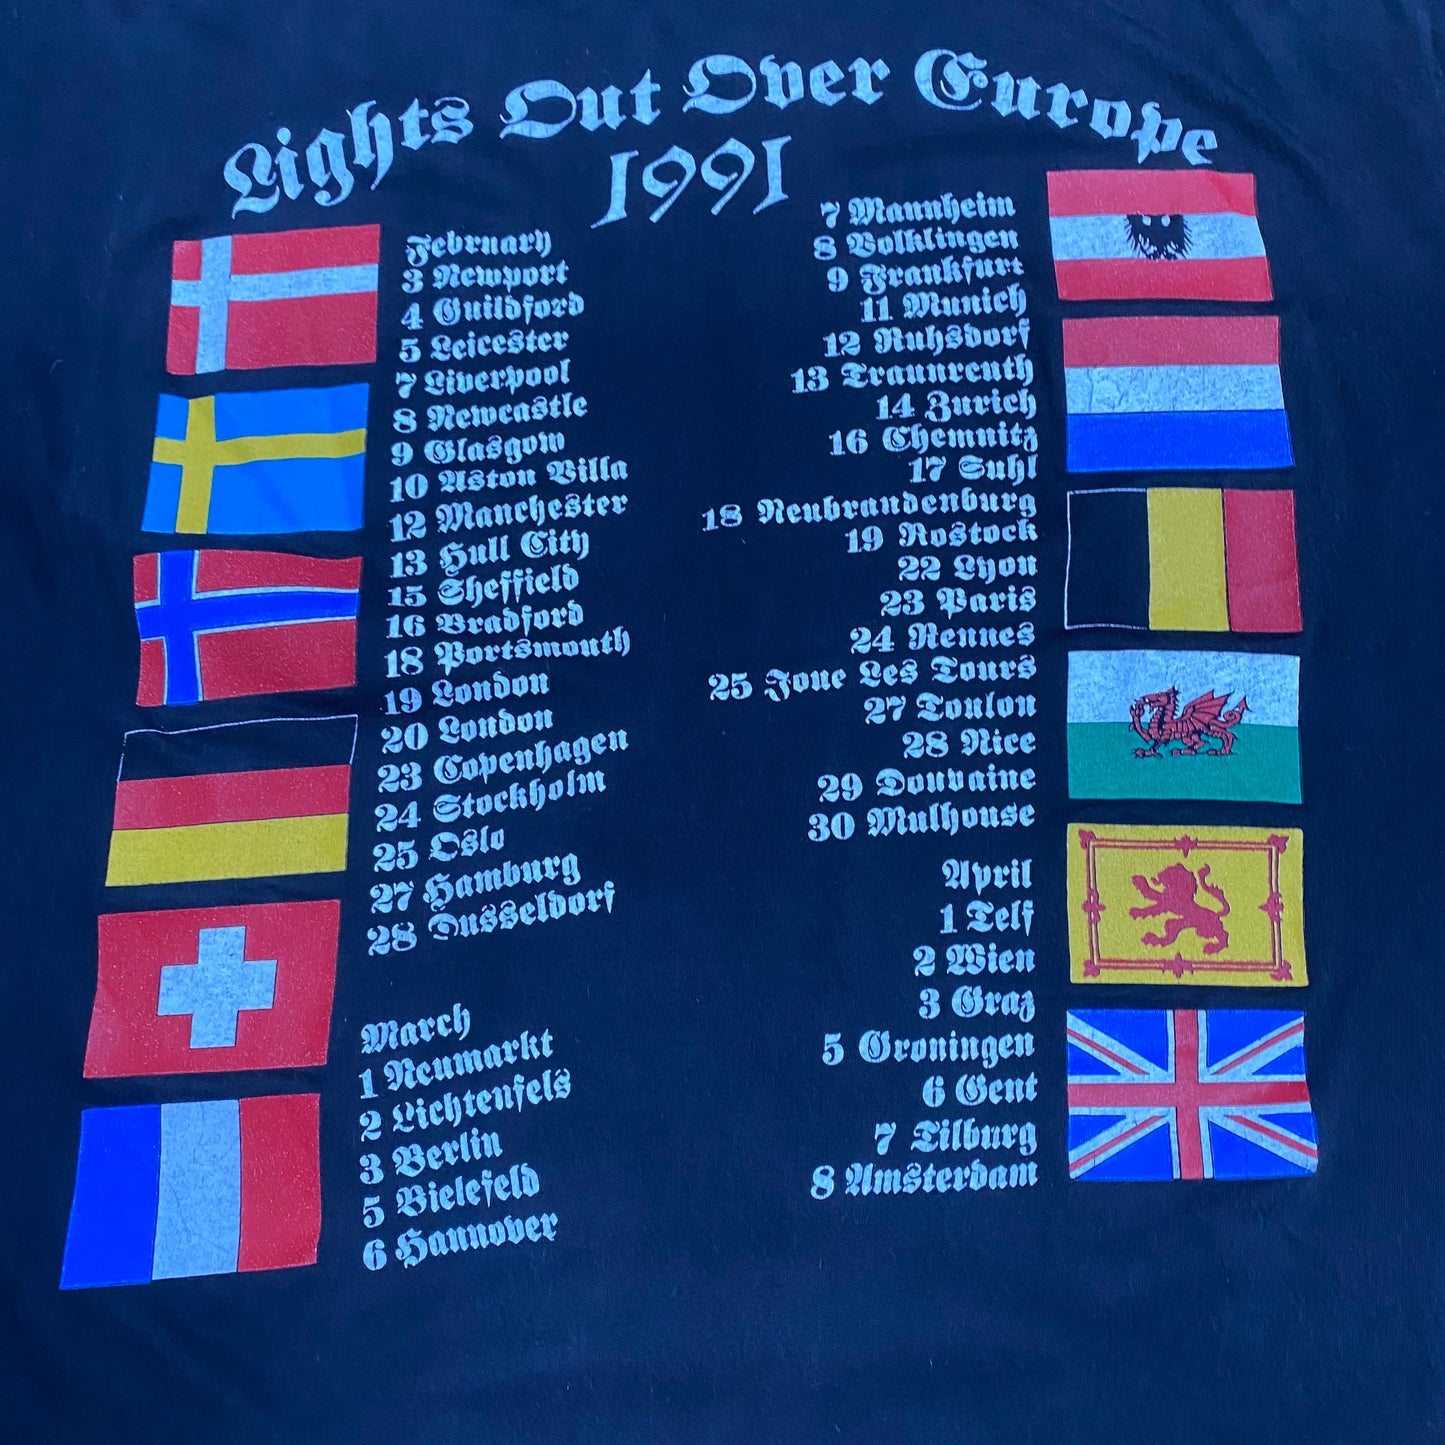 Lights Out Over Europe
1991
February
3 Newport
4 Guildford
5 Leicester
7 Liverpool
8 Newcastle
9 Glasgow
10 Aston Villa
12 Manchester
13 Hull City
15 Sheffield
16 Bradford
18 Portsmouth
19 London
20 London
23 Copenhagen
24 Stockholm
25 Oslo
27 Hamburg
28 Dusseldorf
March
1 Neumarkt
2 Lichtenfels
3 Berlin
5 Bielefeld
6 Hannover
7 Mannheim
8 Volklingen
9 Frankfurt
11 Munich
12 Ruhsdorf
13 Traunreuth
14 Zurich
16 Chemnitz
17 Suhl
18 Neubrandenburg
19 Rostock
22 Lyon
23 Paris
24 Rennes
25 Joue Les Tours
27 Toulon
28 Nice
29 Douvaine
30 Mulhouse
April
1 Telf
2 Wien
3 Graz
5 Groningen
6 Gent
7 Tilburg
8 Amsterdam